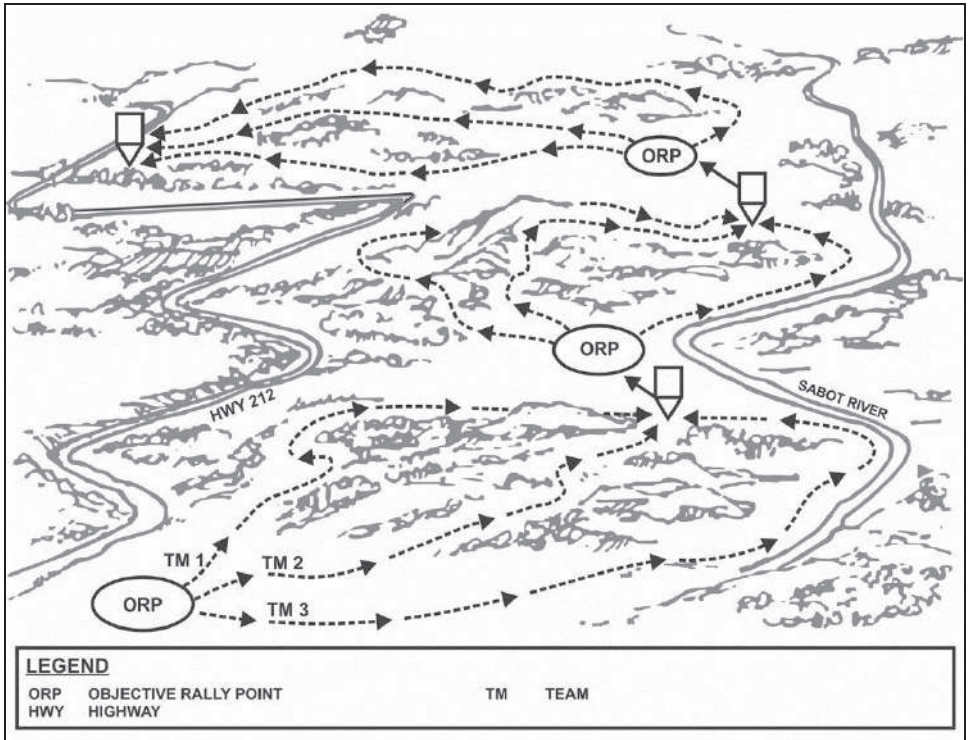 ORP
ORP
HWY 212
SABOT RIVER
TM 1
TM 2
ORP
TM 3
LEGEND
ORP OBJECTIVE RALLY POINT TM TEAM
HWY HIGHWAY